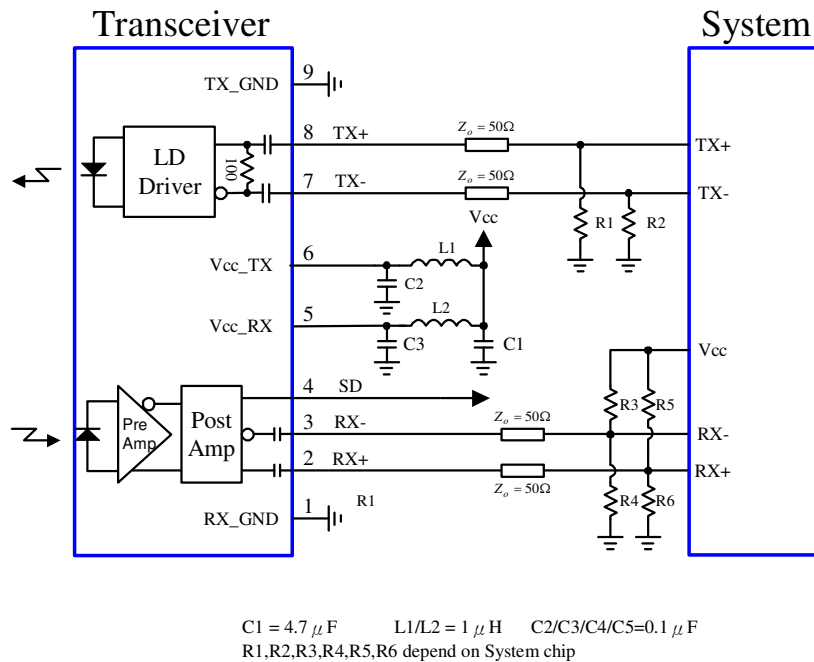 Transceiver System
TX_GND 9
8 TX+ Zo = 50Ω TX+
LD Driver
100
7 TX- Zo = 50Ω TX-
R1 R2
Vcc
Vcc_TX 6 L1
C2
Vcc_RX 5 L2
C3 C1
Vcc
4 SD
R3 R5
Pre Amp
Post Amp
3 RX- Zo = 50Ω RX-
2 RX+ Zo = 50Ω RX+
R4 R6
RX_GND 1 R1
C1 = 4.7 μF L1/L2 = 1 μH C2/C3/C4/C5=0.1 μF
R1,R2,R3,R4,R5,R6 depend on System chip